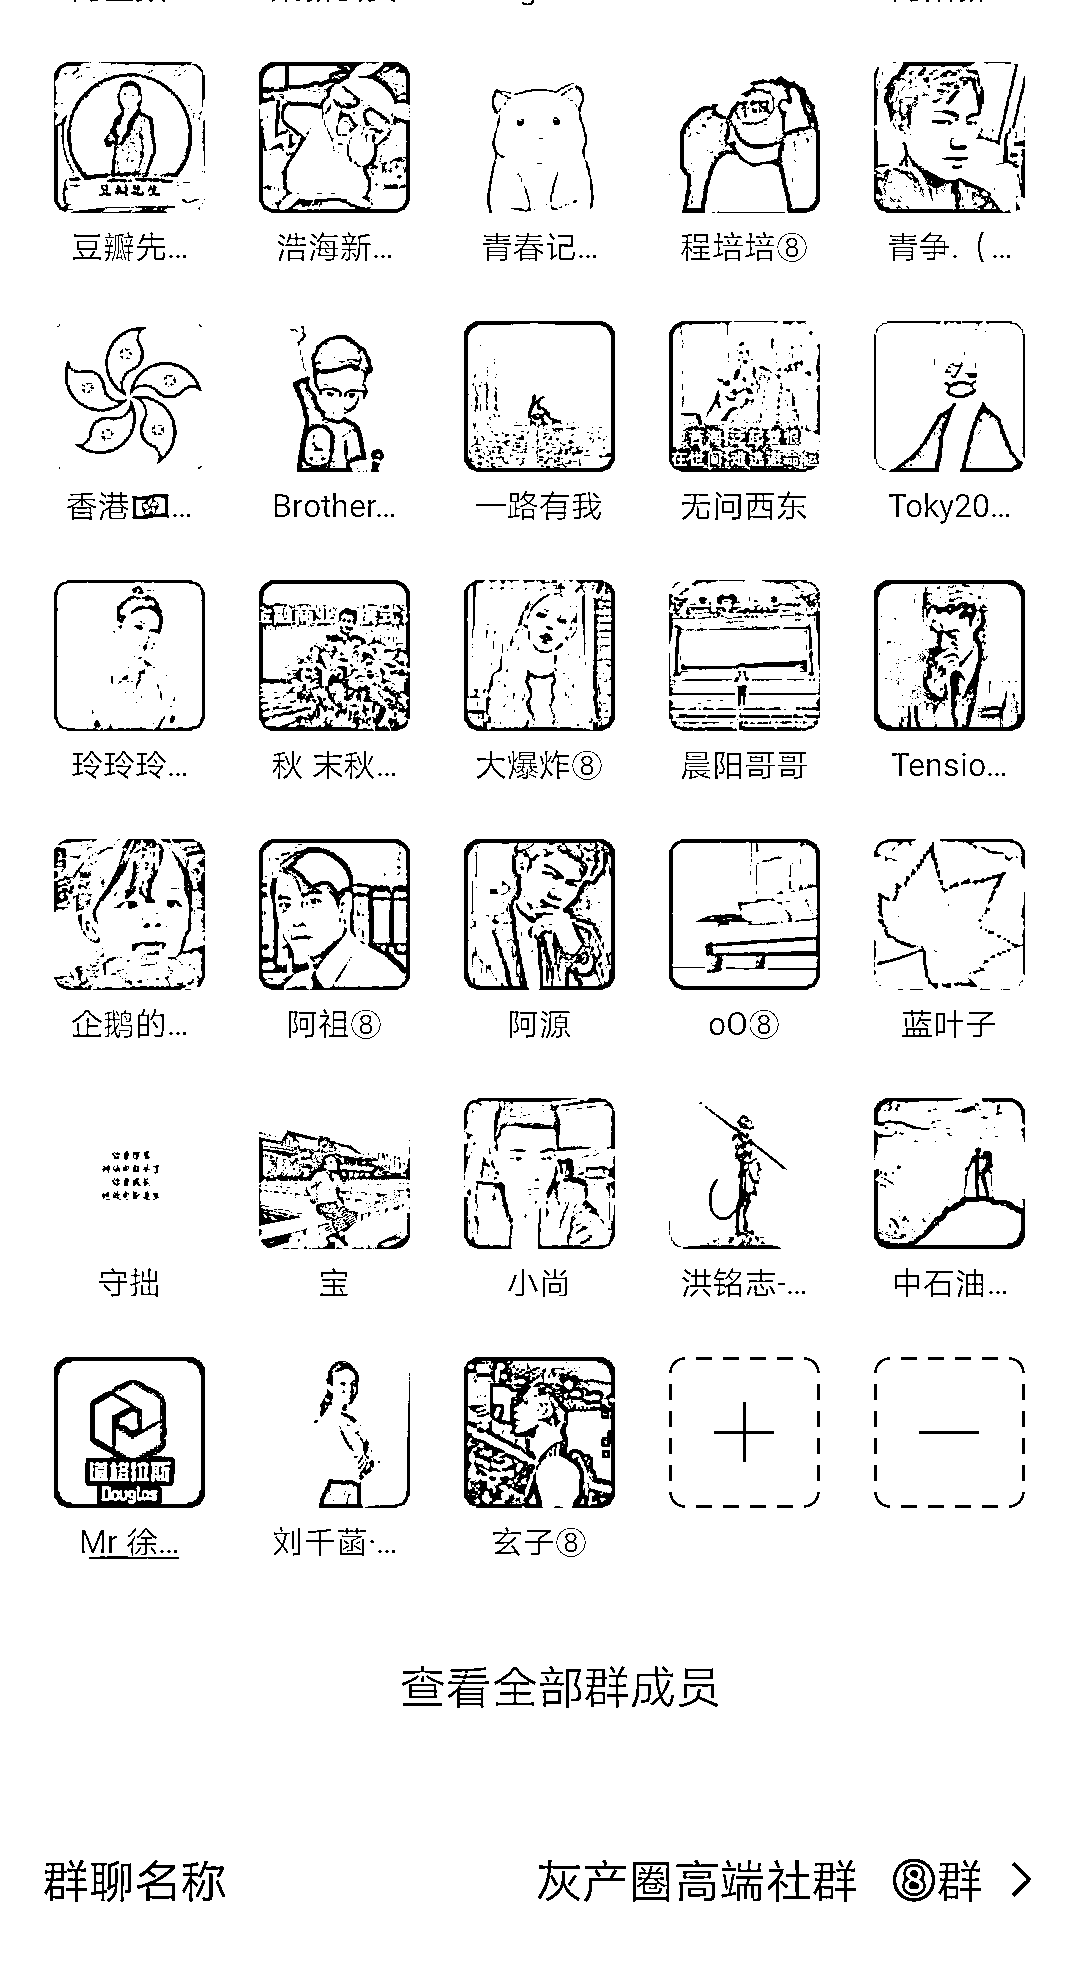 豆瓣先...
浩海新...
青春记...
程培培⑧
青争.（...
香港🇭🇰...
Brother...
一路有我
无问西东
Toky20...
玲玲玲...
秋 末秋...
大爆炸⑧
晨阳哥哥
Tensio...
企鹅的...
阿祖⑧
阿源
oO⑧
蓝叶子
守拙
宝
小尚
洪铭志-...
中石油...
道格拉斯
Douglas
Mr_徐...
刘千菡·...
玄子⑧
查看全部群成员
群聊名称
灰产圈高端社群 ⑧群